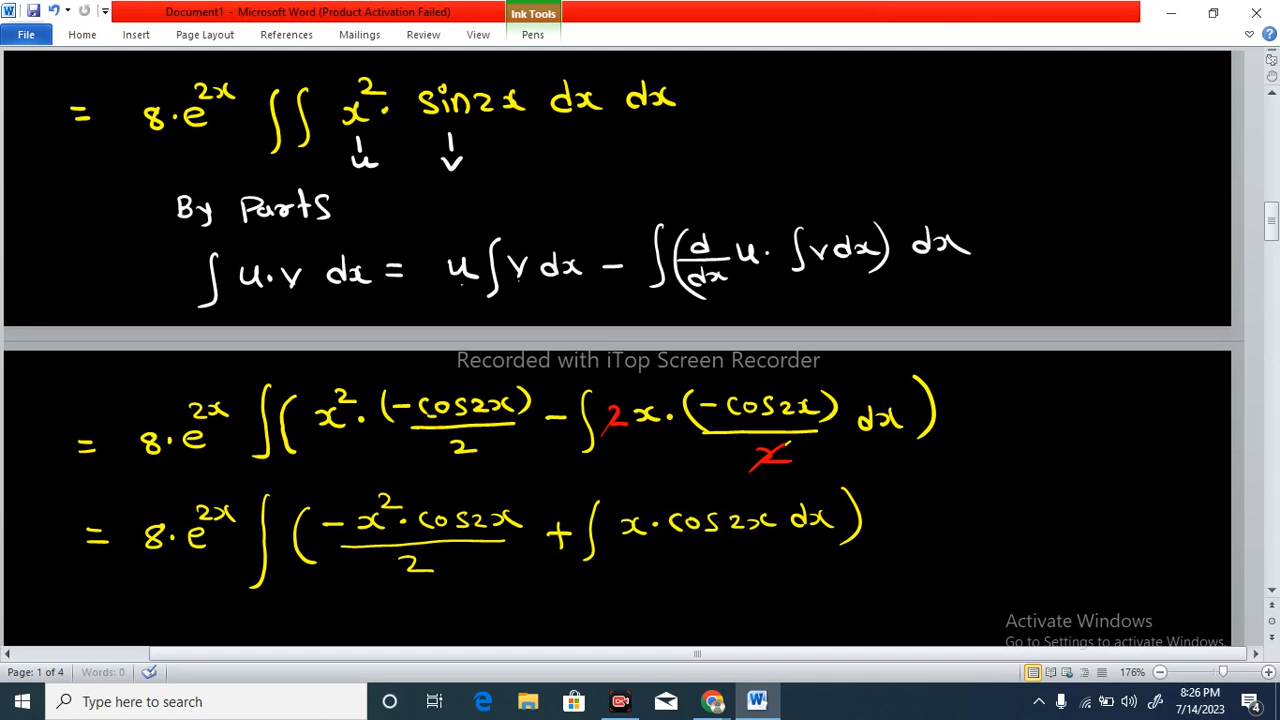 Document1 - Microsoft Word (Product Activation Failed)
Ink Tools
File Home Insert Page Layout References Mailings Review View Pens
= 8·e^{2x} ∫∫ x²· sin2x dx dx
u v
By Parts
∫ u·v dx = u∫v dx − ∫(d/dx u·∫vdx) dx
Recorded with iTop Screen Recorder
= 8·e^{2x} ∫( x²·(−cos2x)/2 − ∫2x·(−cos2x)/2 dx )
= 8·e^{2x} ∫( −x²·cos2x/2 + ∫ x·cos2x dx )
Activate Windows
Go to Settings to activate Windows.
Page: 1 of 4 Words: 0 176%
Type here to search
8:26 PM
7/14/2023